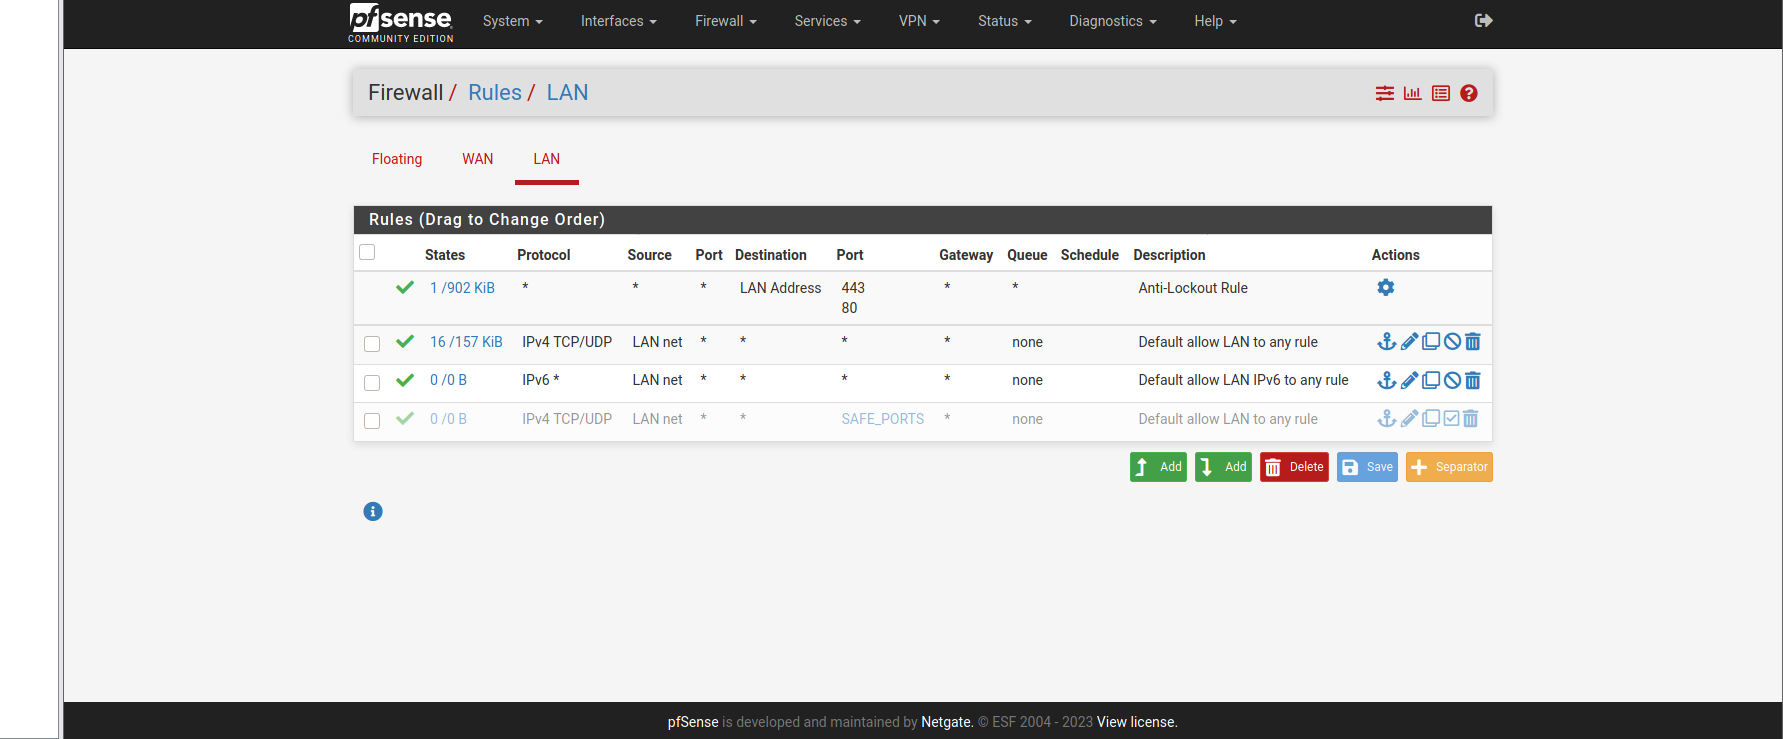 pfsense
COMMUNITY EDITION
System Interfaces Firewall Services VPN Status Diagnostics Help
Firewall / Rules / LAN
Floating WAN LAN
Rules (Drag to Change Order)
States Protocol Source Port Destination Port Gateway Queue Schedule Description Actions
1 /902 KiB * * * LAN Address 443 * * Anti-Lockout Rule
80
16 /157 KiB IPv4 TCP/UDP LAN net * * * * none Default allow LAN to any rule
0 /0 B IPv6 * LAN net * * * * none Default allow LAN IPv6 to any rule
0 /0 B IPv4 TCP/UDP LAN net * * SAFE_PORTS * none Default allow LAN to any rule
Add Add Delete Save Separator
pfSense is developed and maintained by Netgate. © ESF 2004 - 2023 View license.